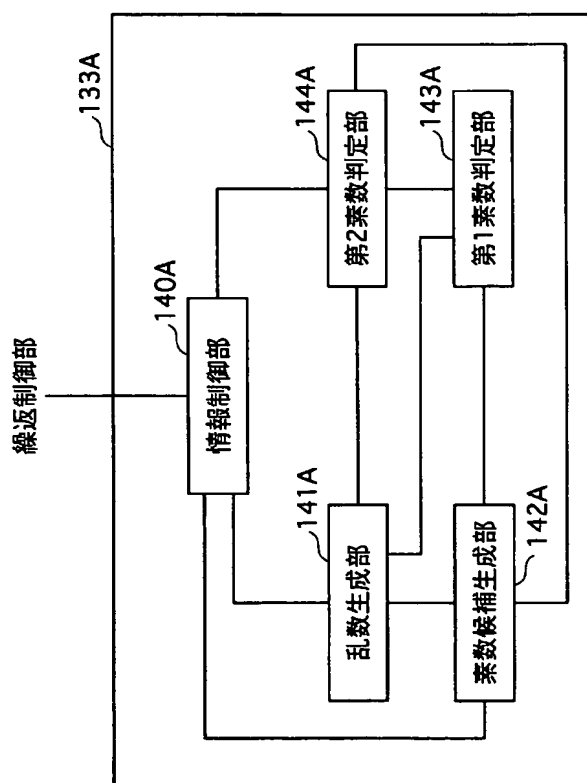 繰返制御部
133A
140A
情報制御部
141A
乱数生成部
144A
第2素数判定部
142A
素数候補生成部
143A
第1素数判定部